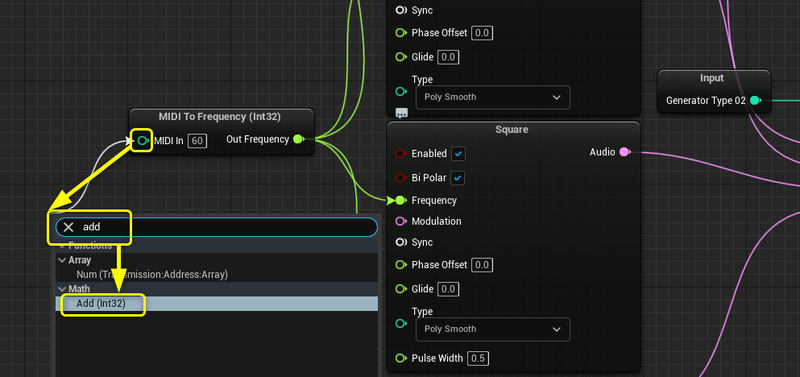 Sync
Phase Offset 0.0
Glide 0.0
Type
Poly Smooth
Input
Generator Type 02
MIDI To Frequency (Int32)
MIDI In 60 Out Frequency
Square
Enabled Audio
Bi Polar
Frequency
Modulation
Sync
Phase Offset 0.0
Glide 0.0
Type
Poly Smooth
Pulse Width 0.5
add
Functions
Array
Num (Transmission:Address:Array)
Math
Add (Int32)